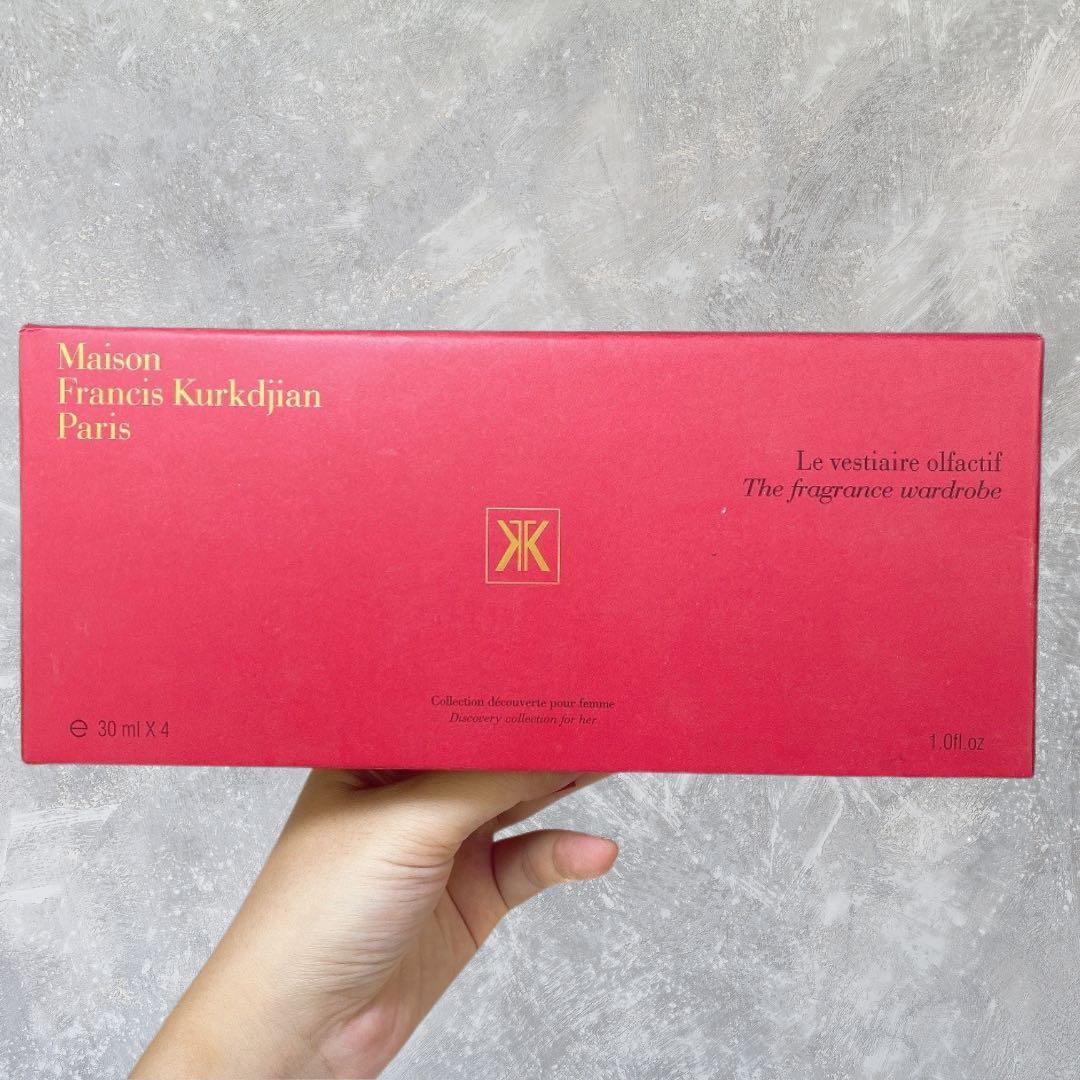 Maison
Francis Kurkdjian
Paris
Le vestiaire olfactif
The fragrance wardrobe
Collection découverte pour femme
Discovery collection for her
℮ 30 ml X 4
1.0fl.oz